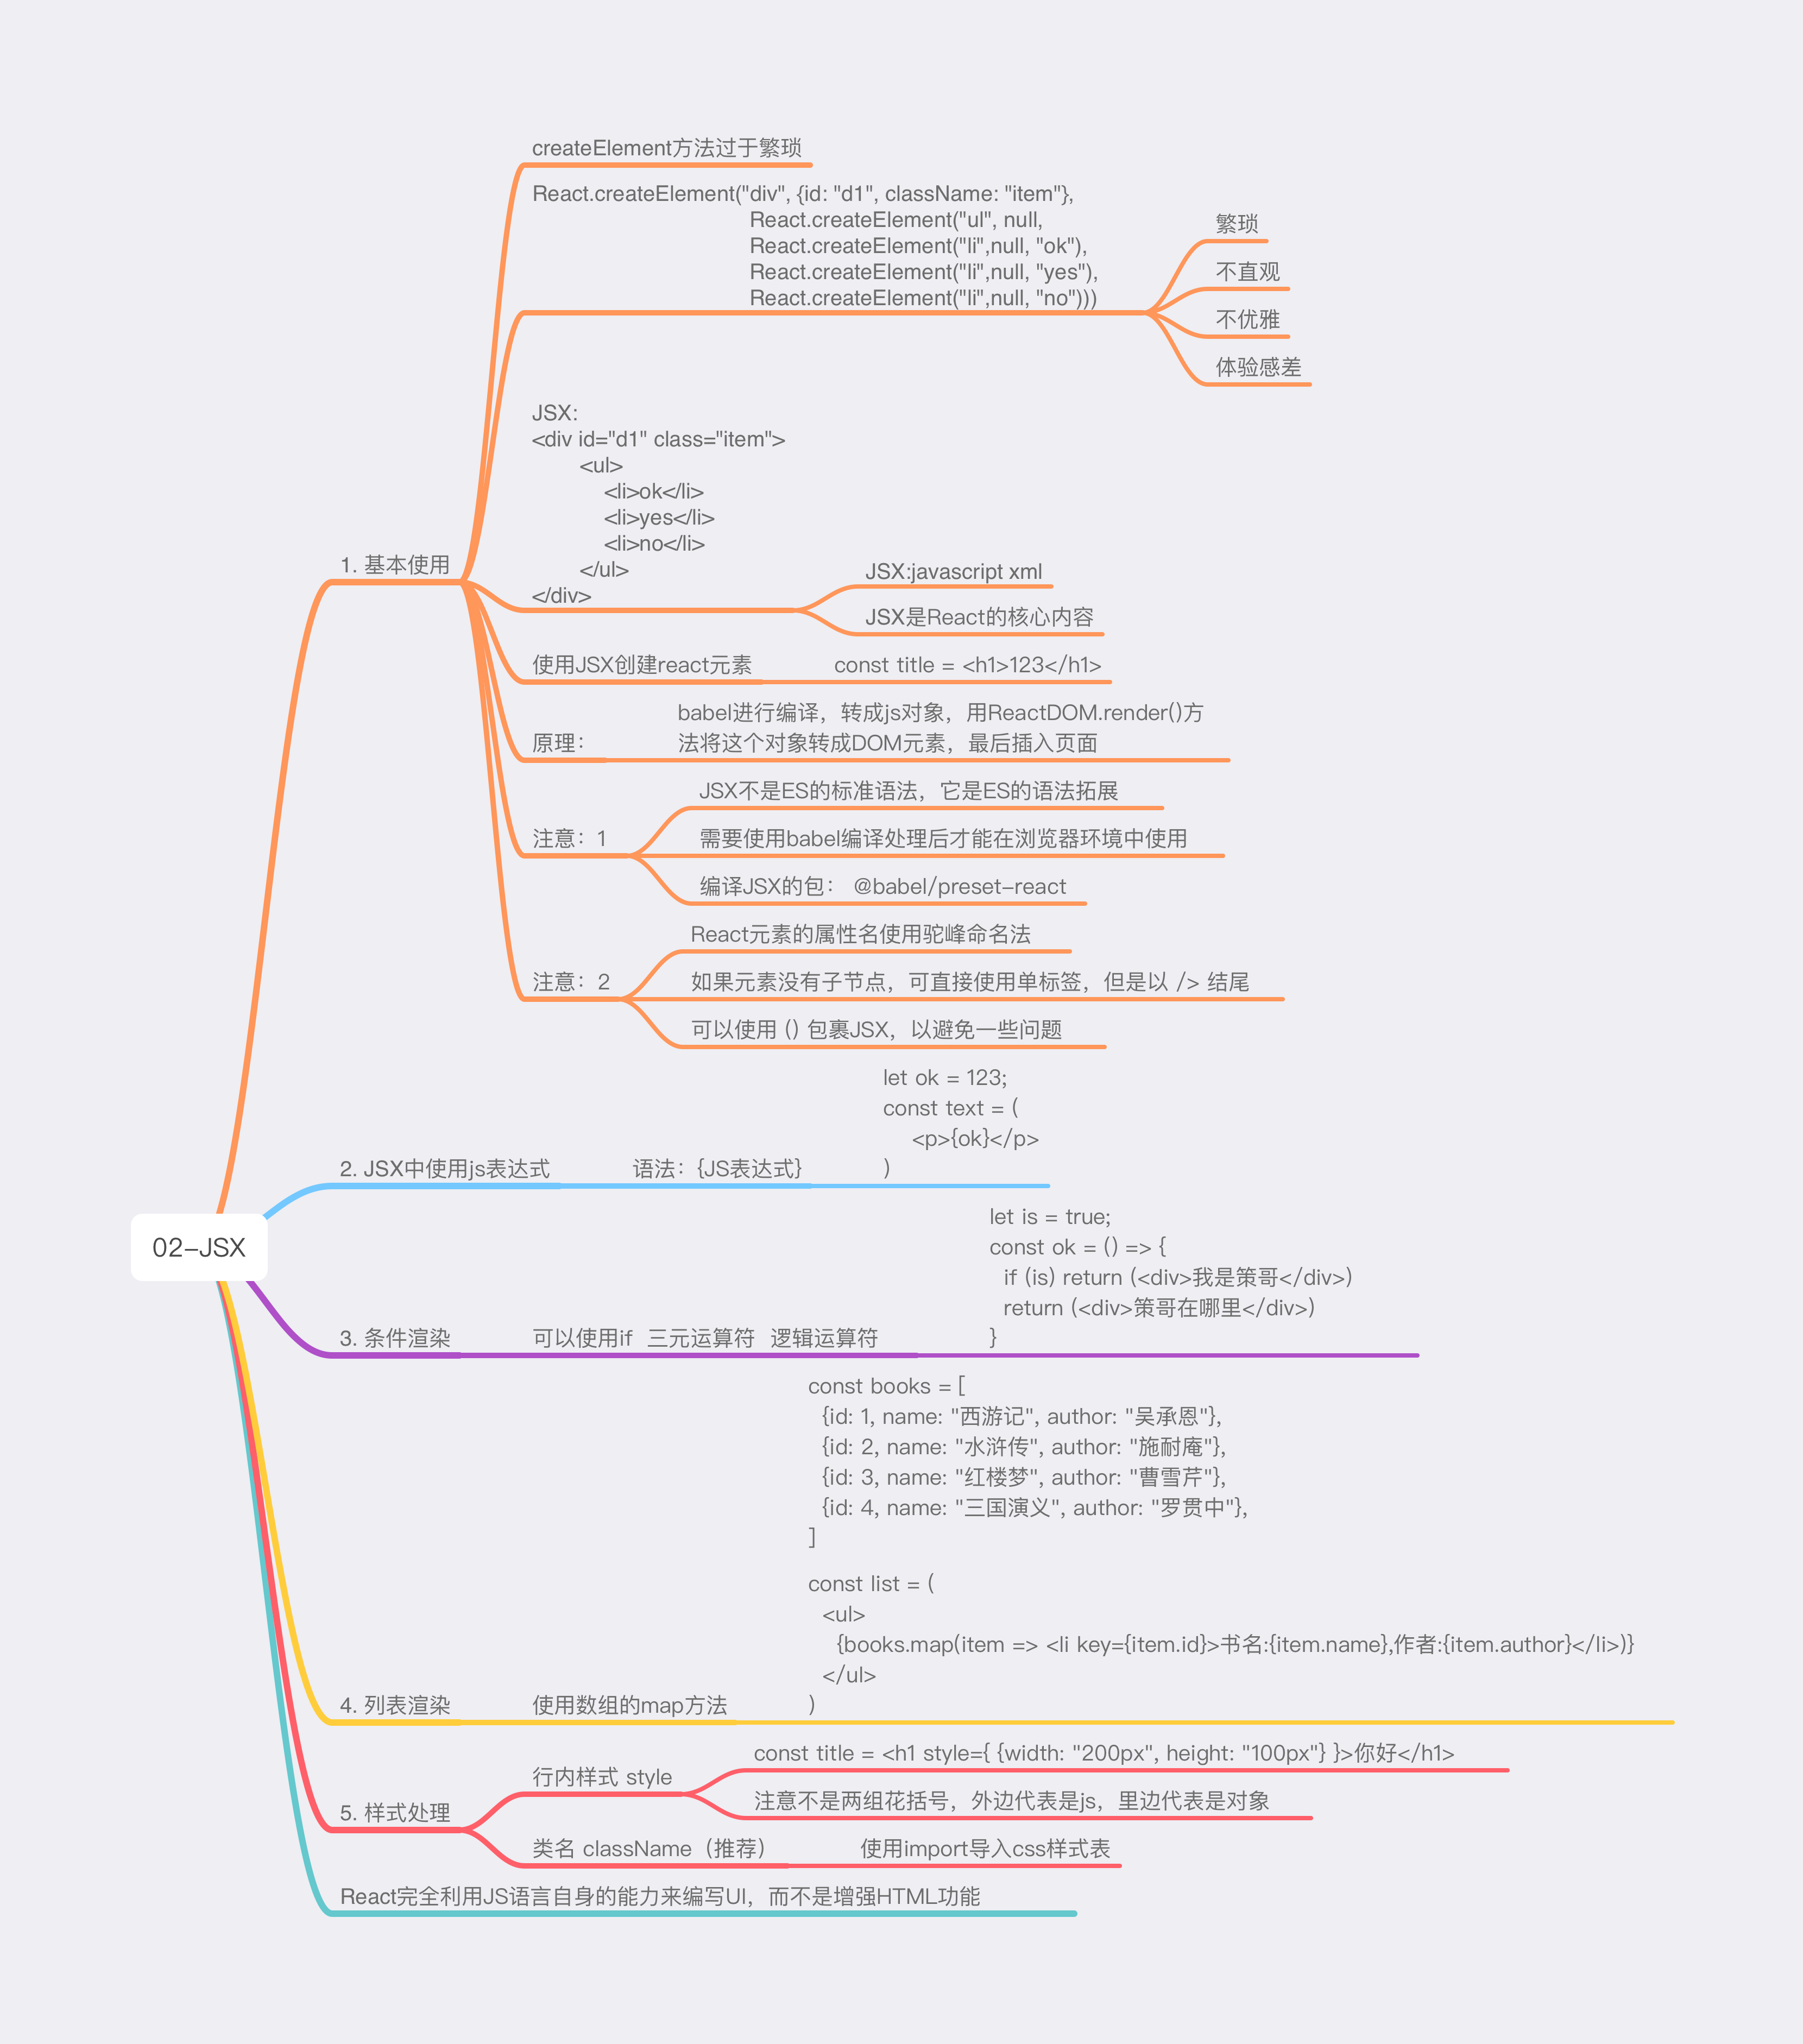 02-JSX
1. 基本使用
createElement方法过于繁琐
React.createElement("div", {id: "d1", className: "item"},
React.createElement("ul", null,
React.createElement("li",null, "ok"),
React.createElement("li",null, "yes"),
React.createElement("li",null, "no")))
繁琐
不直观
不优雅
体验感差
JSX:
<div id="d1" class="item">
<ul>
<li>ok</li>
<li>yes</li>
<li>no</li>
</ul>
</div>
JSX:javascript xml
JSX是React的核心内容
使用JSX创建react元素
const title = <h1>123</h1>
原理：
babel进行编译，转成js对象，用ReactDOM.render()方
法将这个对象转成DOM元素，最后插入页面
注意：1
JSX不是ES的标准语法，它是ES的语法拓展
需要使用babel编译处理后才能在浏览器环境中使用
编译JSX的包： @babel/preset-react
注意：2
React元素的属性名使用驼峰命名法
如果元素没有子节点，可直接使用单标签，但是以 /> 结尾
可以使用 () 包裹JSX，以避免一些问题
2. JSX中使用js表达式
语法：{JS表达式}
let ok = 123;
const text = (
<p>{ok}</p>
)
3. 条件渲染
可以使用if 三元运算符 逻辑运算符
let is = true;
const ok = () => {
if (is) return (<div>我是策哥</div>)
return (<div>策哥在哪里</div>)
}
4. 列表渲染
使用数组的map方法
const books = [
{id: 1, name: "西游记", author: "吴承恩"},
{id: 2, name: "水浒传", author: "施耐庵"},
{id: 3, name: "红楼梦", author: "曹雪芹"},
{id: 4, name: "三国演义", author: "罗贯中"},
]
const list = (
<ul>
{books.map(item => <li key={item.id}>书名:{item.name},作者:{item.author}</li>)}
</ul>
)
5. 样式处理
行内样式 style
const title = <h1 style={ {width: "200px", height: "100px"} }>你好</h1>
注意不是两组花括号，外边代表是js，里边代表是对象
类名 className（推荐）
使用import导入css样式表
React完全利用JS语言自身的能力来编写UI，而不是增强HTML功能